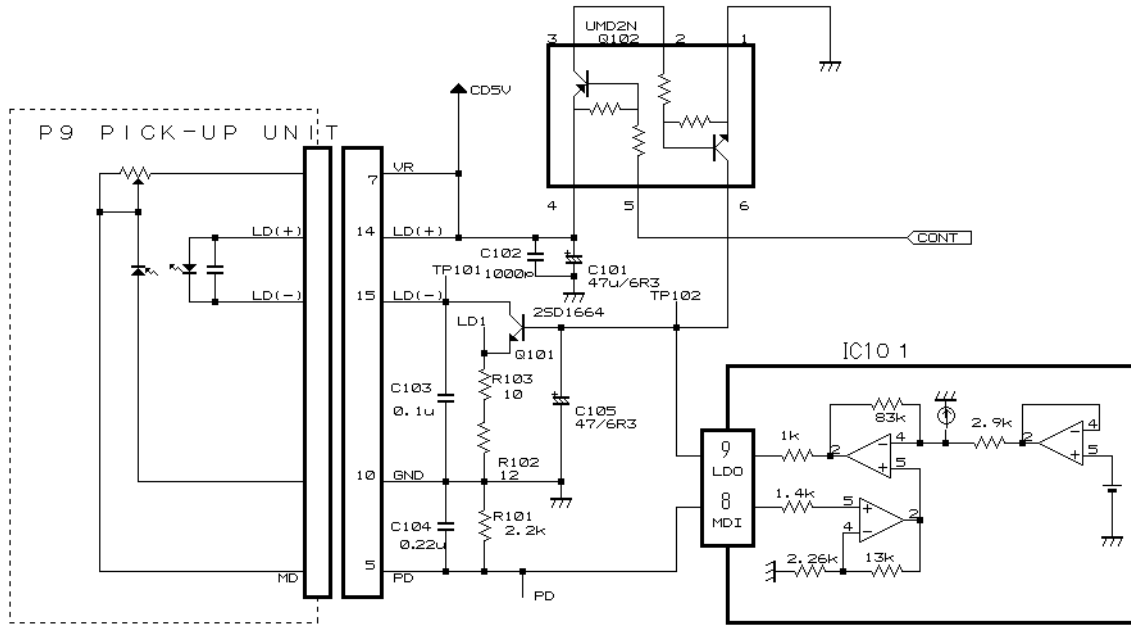 UMD2N
3 Q102 2 1
CD5V
P9 PICK-UP UNIT
7 VR
4 5 6
LD(+) 14 LD(+)
CONT
C102
1000p
C101
47u/6R3
TP101
LD(-) 15 LD(-)
2SD1664
TP102
LD1
Q101
IC101
R103
10
C103
0.1u
C105
47/6R3
83k
2.9k
4
2
5
1k
2
4
5
9
LDO
R102
12
10 GND
8
MDI
1.4k
5
4
2
R101
2.2k
C104
0.22u
2.26k
13k
MD 5 PD
PD